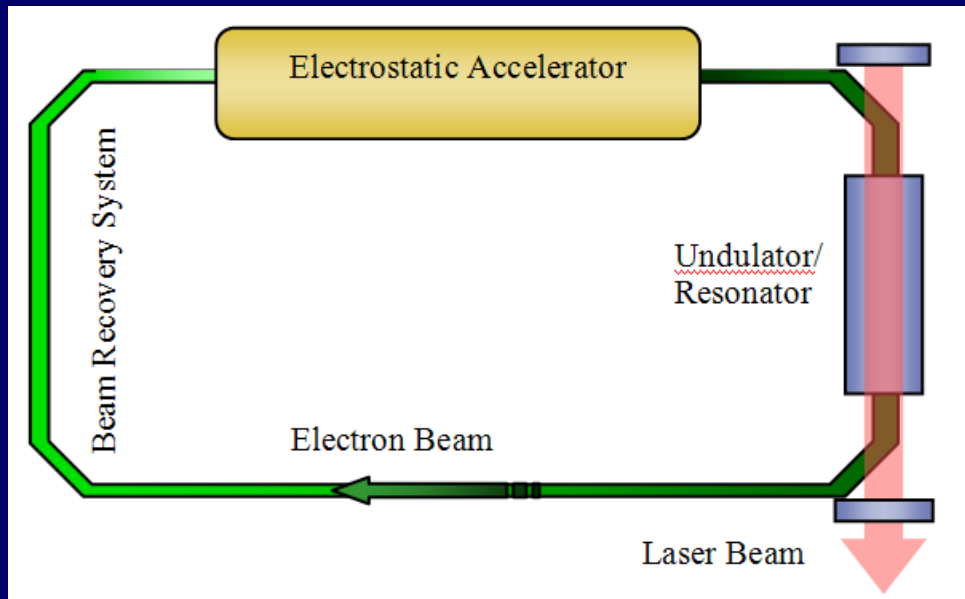 Electrostatic Accelerator
Beam Recovery System
Undulator/
Resonator
Electron Beam
Laser Beam